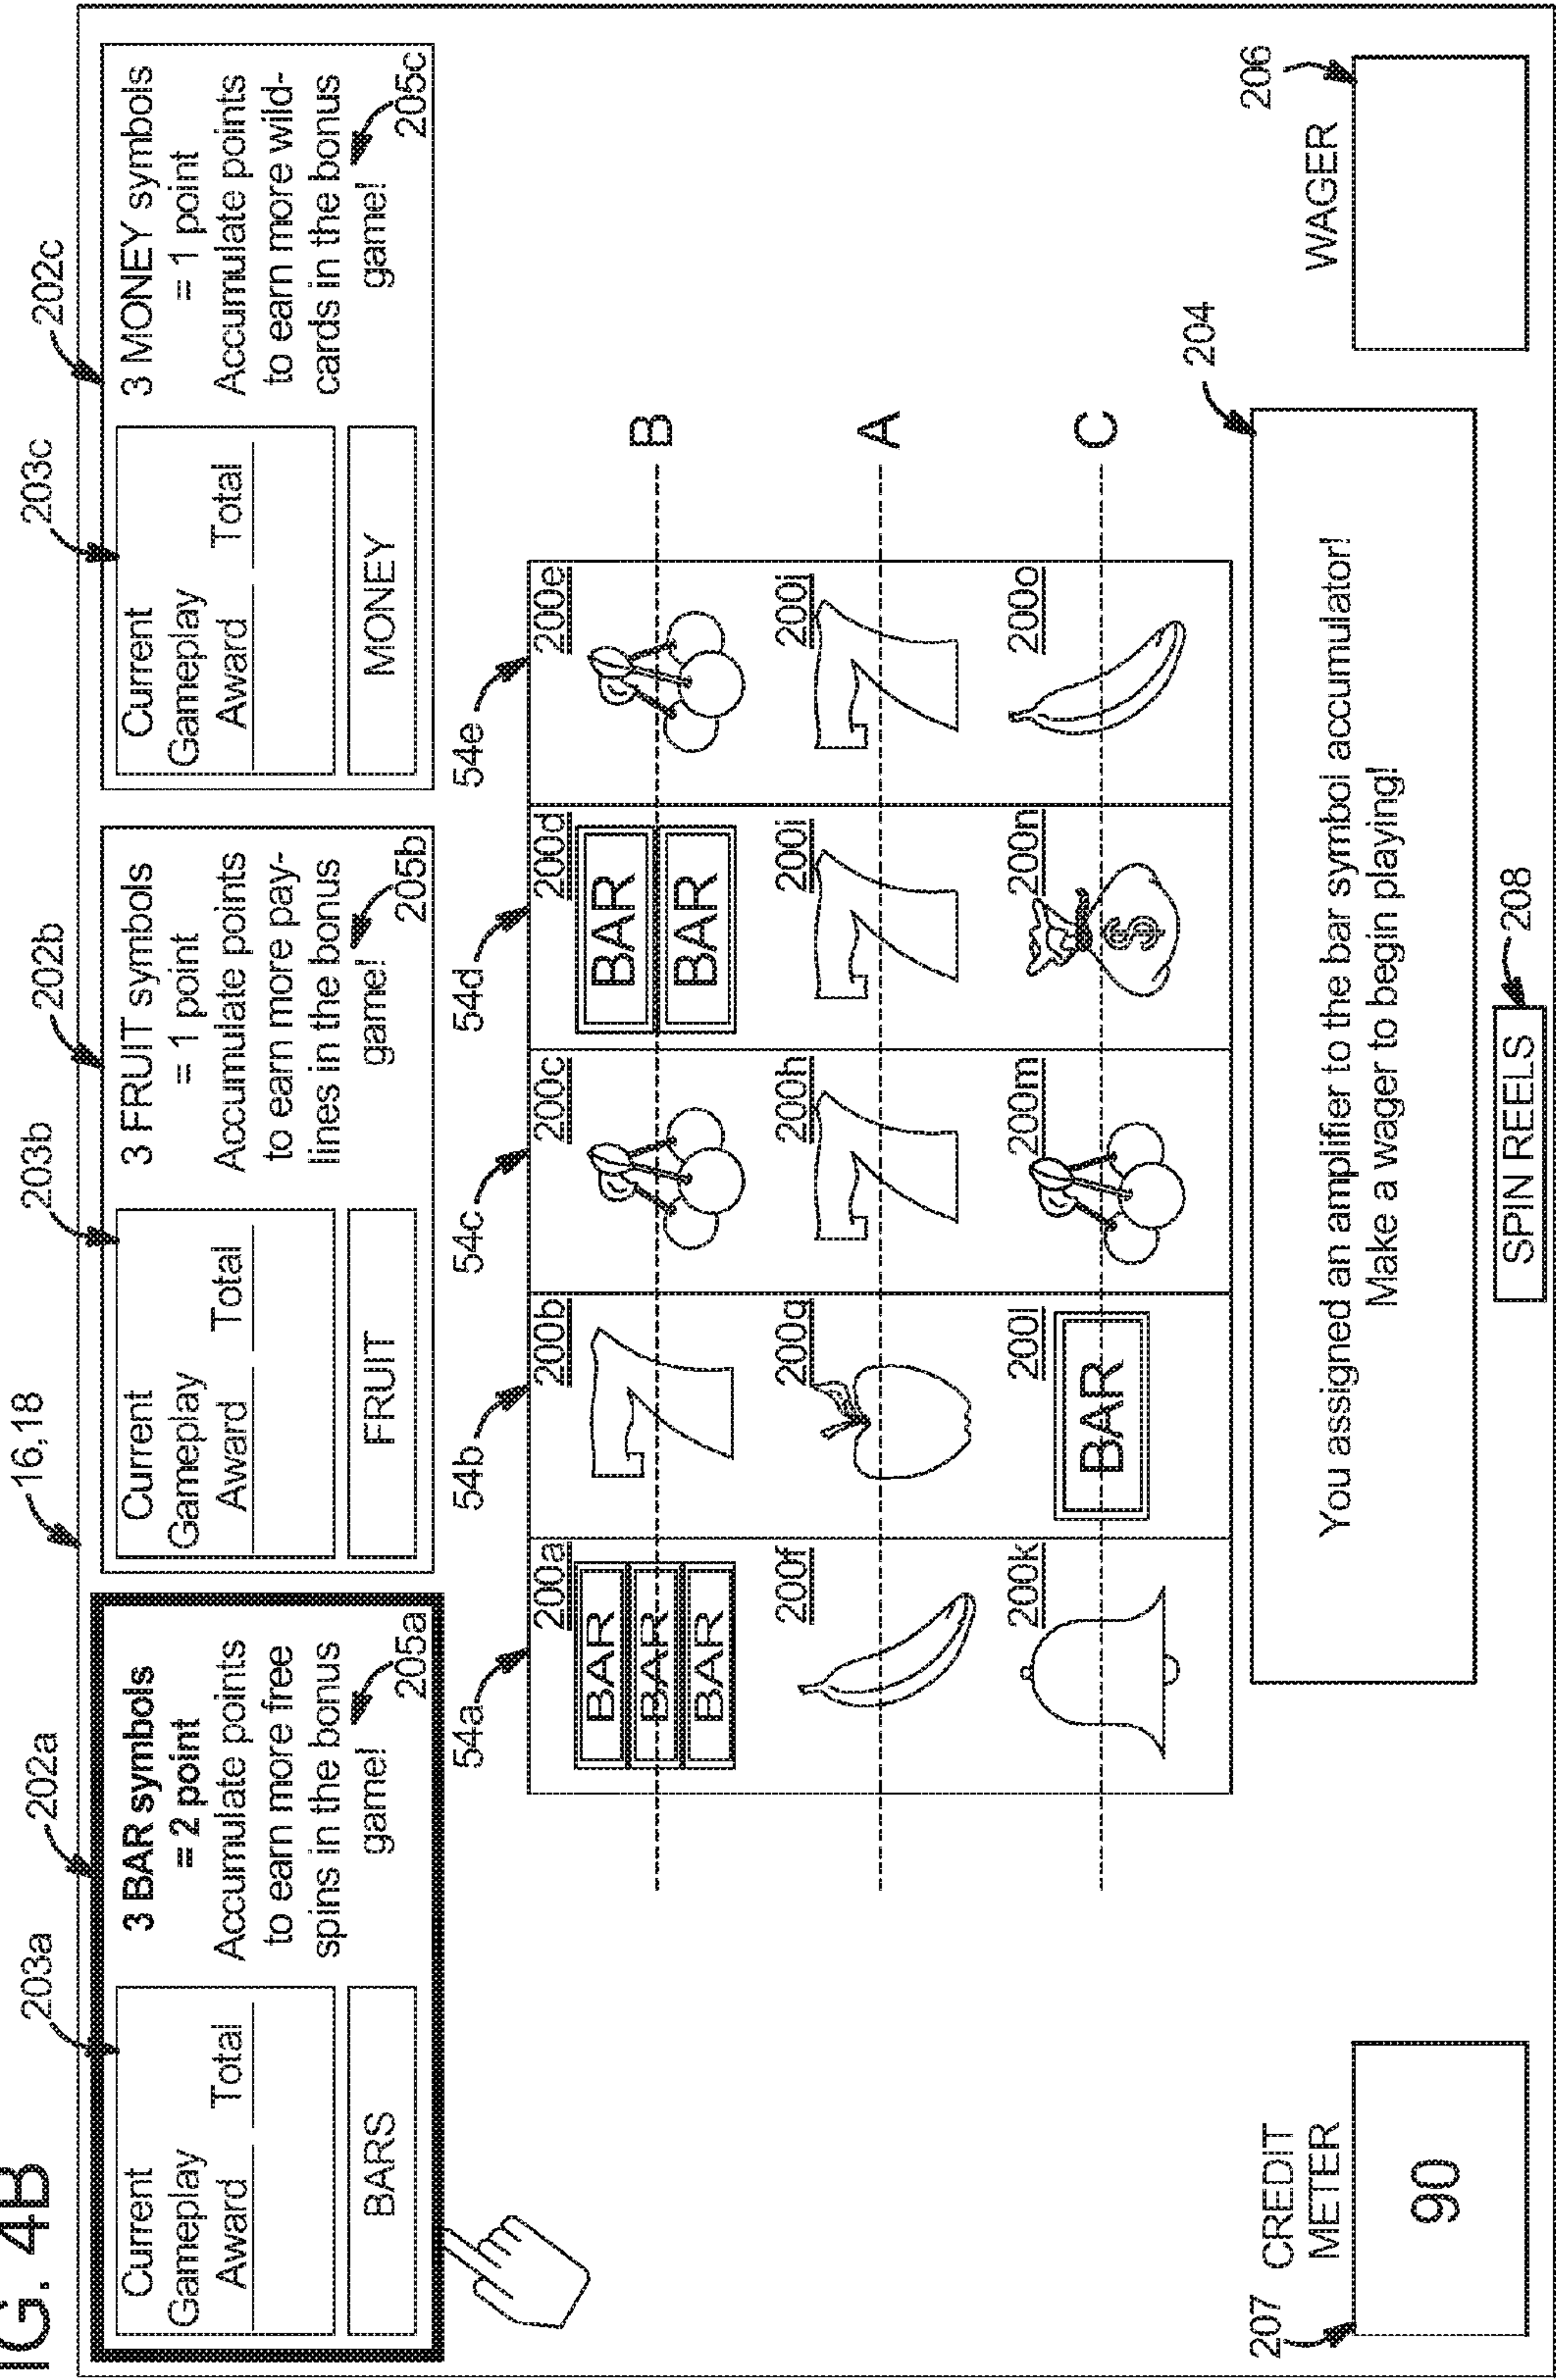 IG. 4B
16,18
203a
202a
203b
202b
203c
202c
Current
Gameplay
Award
Total
BARS
3 BAR symbols
= 2 point
Accumulate points
to earn more free
spins in the bonus
game!
205a
Current
Gameplay
Award
Total
FRUIT
3 FRUIT symbols
= 1 point
Accumulate points
to earn more pay-
lines in the bonus
game!
205b
Current
Gameplay
Award
Total
MONEY
3 MONEY symbols
= 1 point
Accumulate points
to earn more wild-
cards in the bonus
game!
205c
54a
54b
54c
54d
54e
200a
200b
200c
200d
200e
BAR
BAR
BAR
BAR
BAR
B
200f
200g
200h
200i
200j
7
7
7
7
A
200k
200l
200m
200n
200o
BAR
$
C
204
You assigned an amplifier to the bar symbol accumulator!
Make a wager to begin playing!
207
CREDIT
METER
90
WAGER
206
SPIN REELS
208